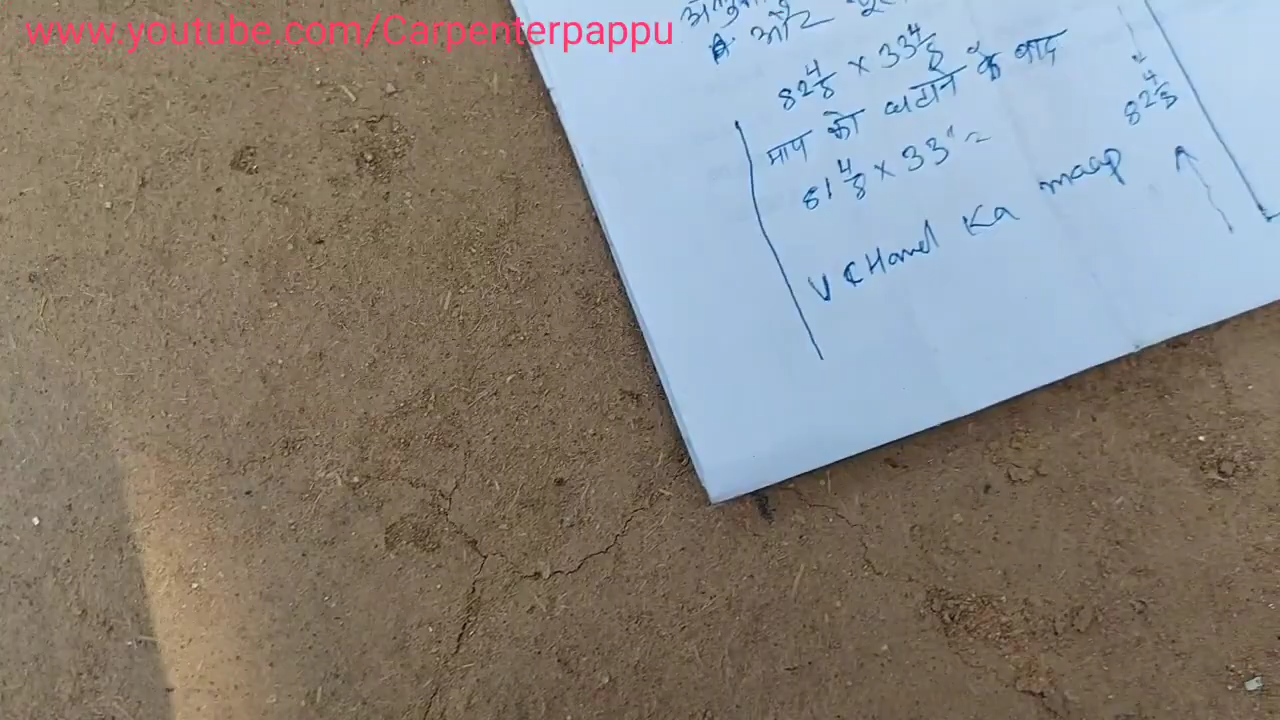 www.youtube.com/Carpenterpappu
और
82 4/8 × 33 4/8
माप को घटाने के बाद
81 4/8 × 33" =
82 4/8
V CHanel Ka maap